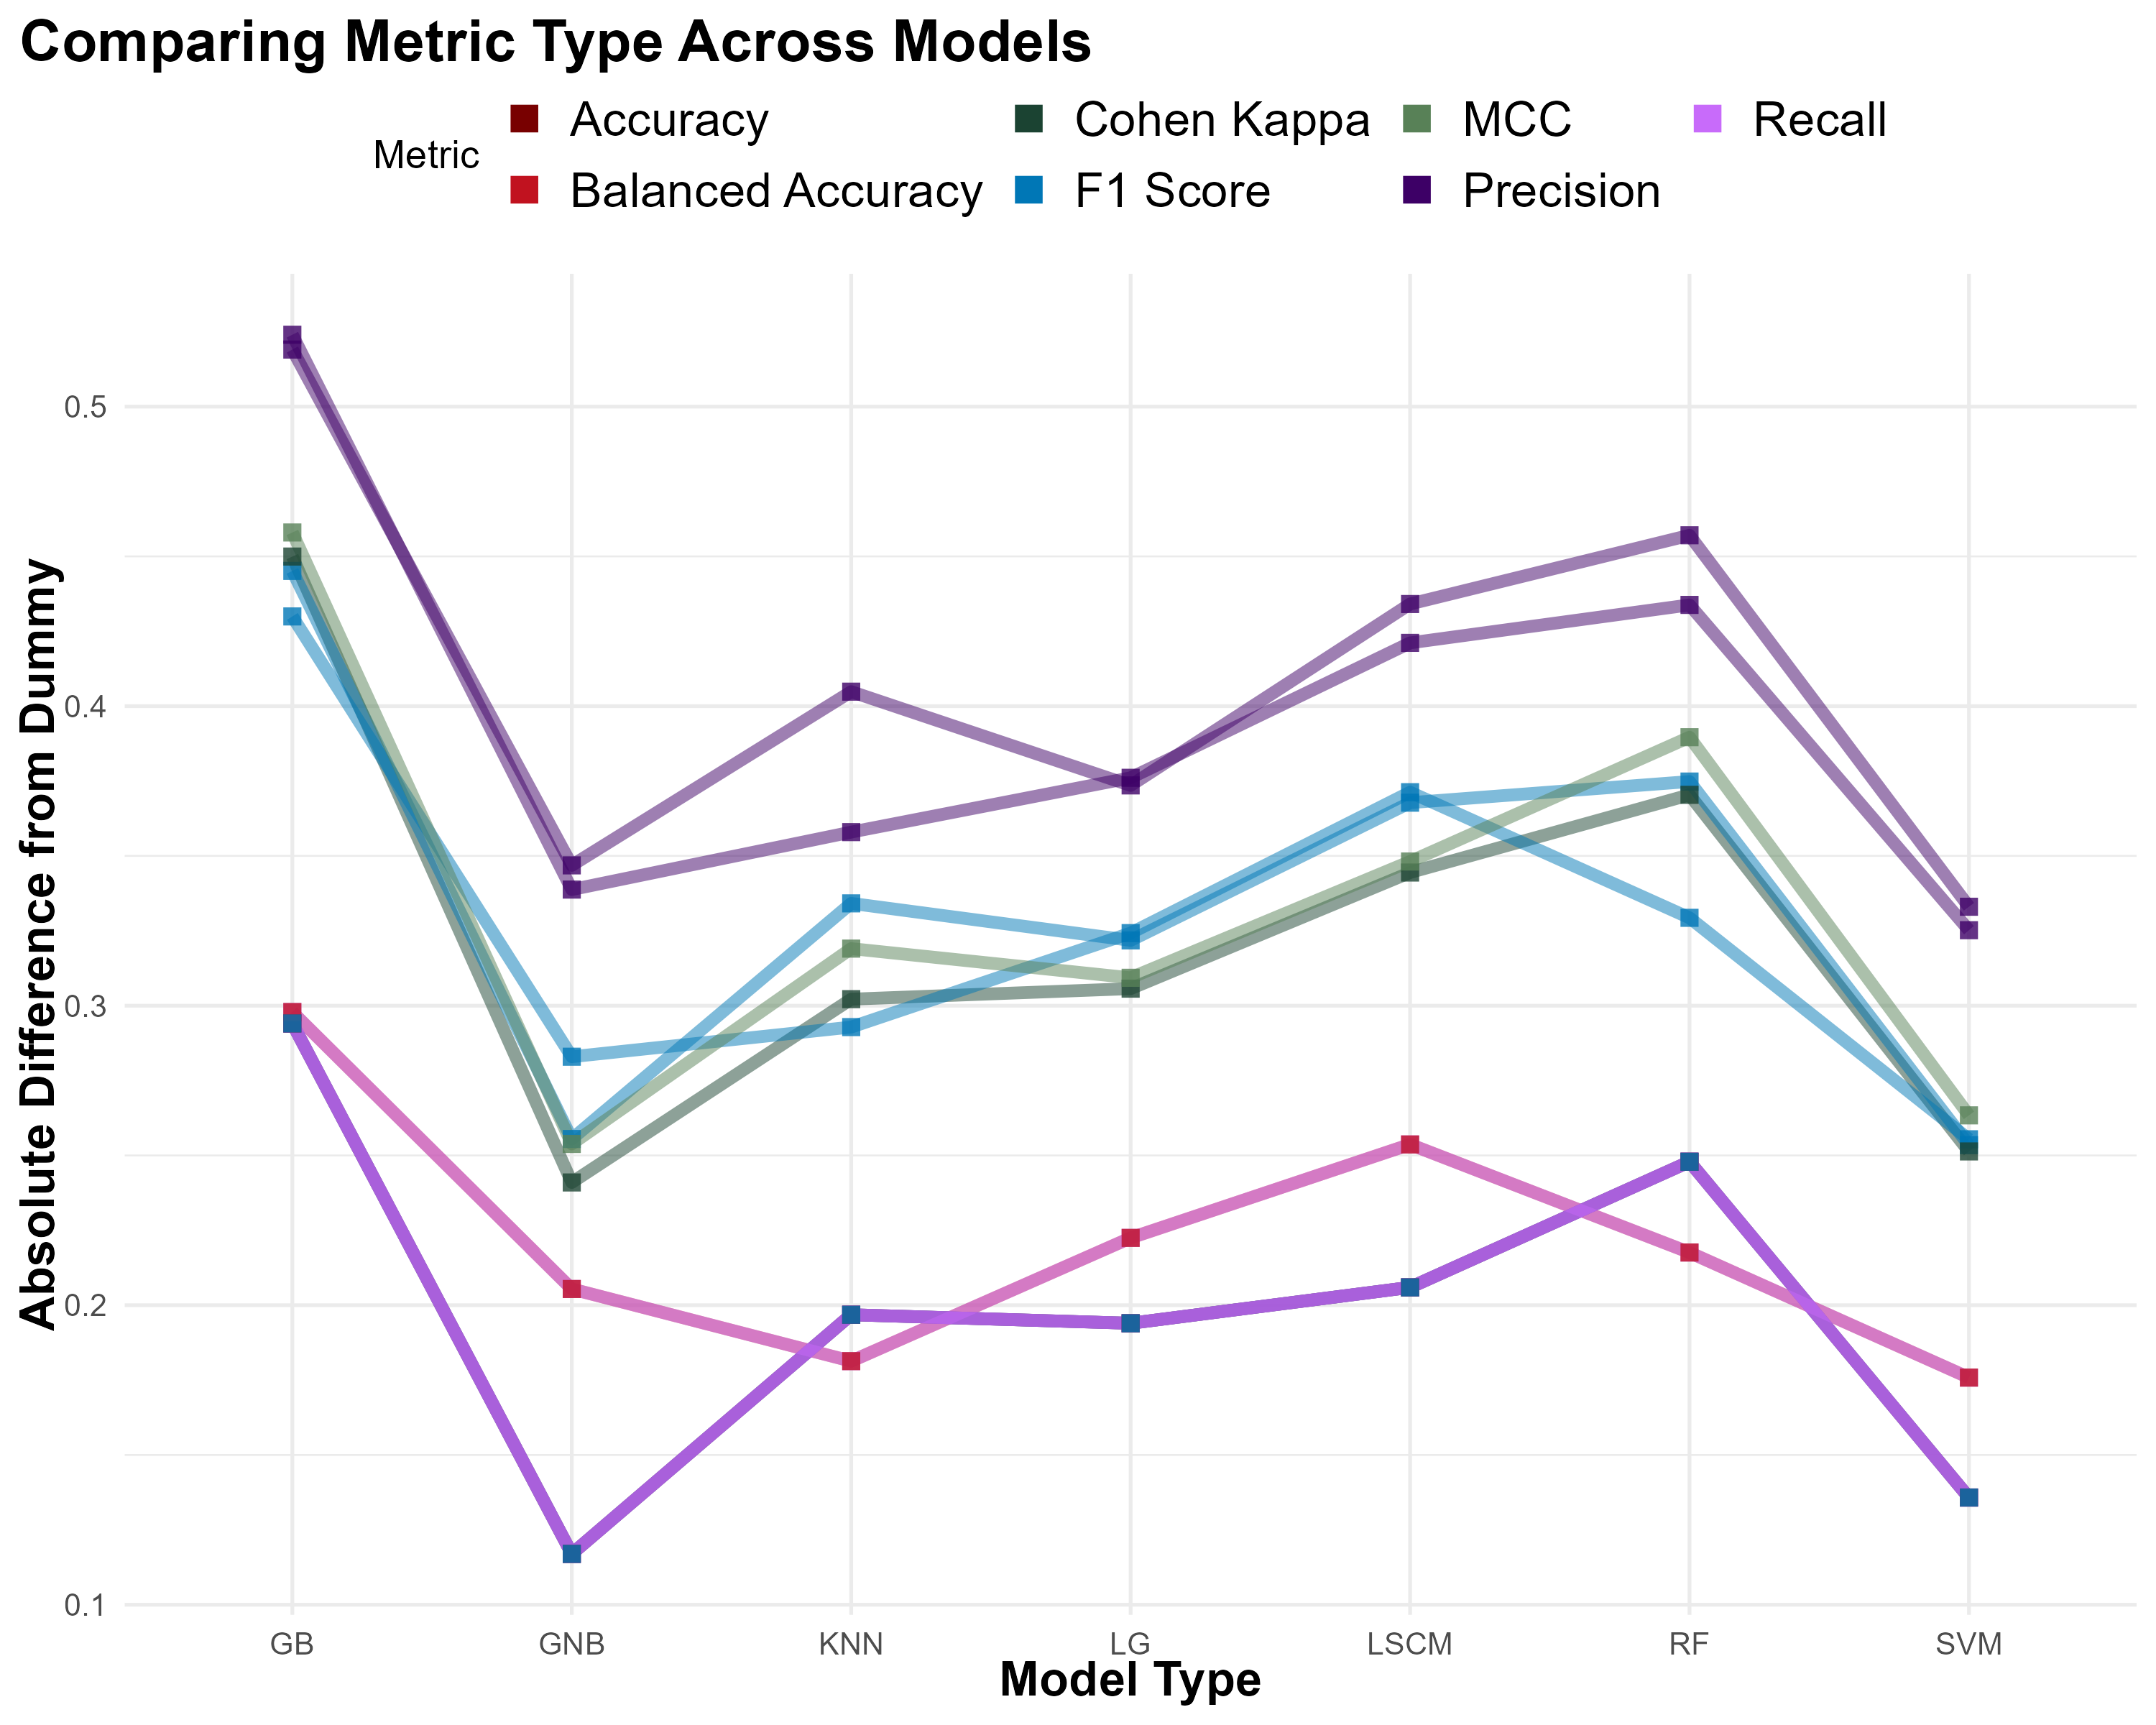 Comparing Metric Type Across Models
Metric
Accuracy
Cohen Kappa
MCC
Recall
Balanced Accuracy
F1 Score
Precision
Absolute Difference from Dummy
0.5
0.4
0.3
0.2
0.1
GB GNB KNN LG LSCM RF SVM
Model Type